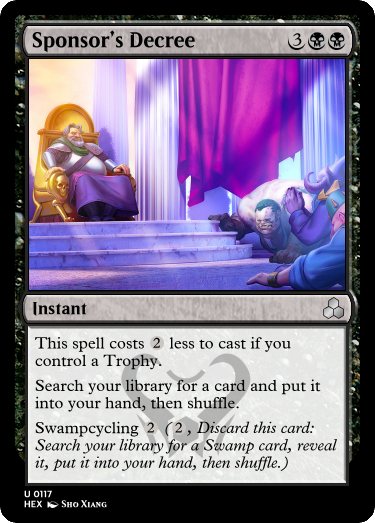 Sponsor's Decree 3
Instant
This spell costs 2 less to cast if you
control a Trophy.
Search your library for a card and put it
into your hand, then shuffle.
Swampcycling 2 (2, Discard this card:
Search your library for a Swamp card, reveal
it, put it into your hand, then shuffle.)
U 0117
HEX Sho Xiang